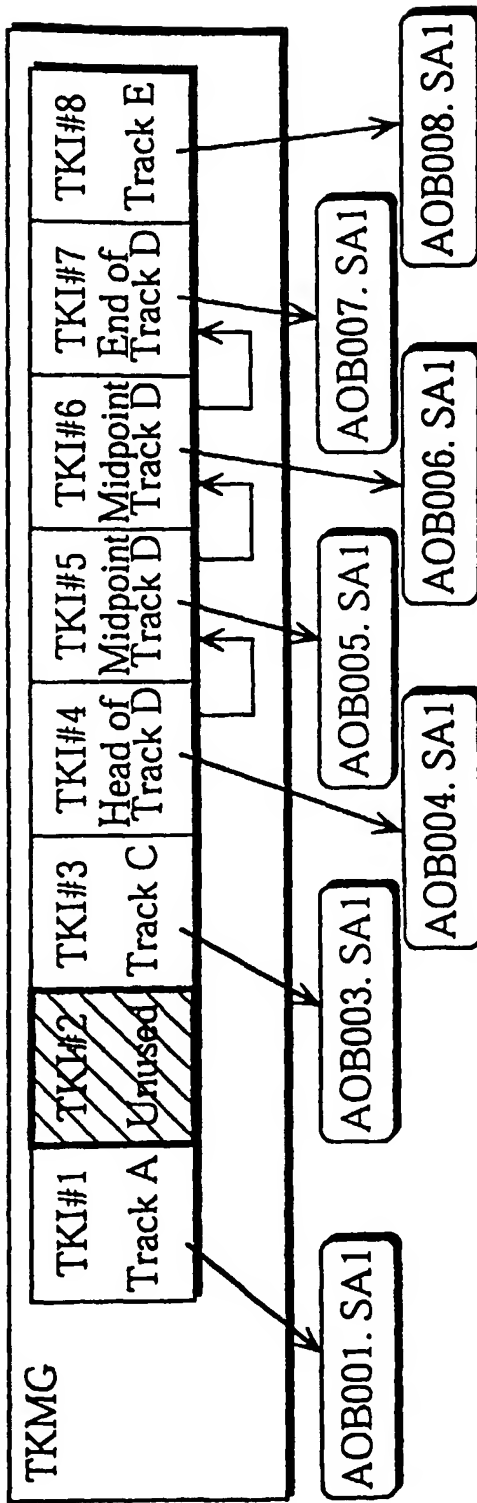 TKMG
TKI#1
Track A
TKI#2
Unused
TKI#3
Track C
TKI#4
Head of
Track D
TKI#5
Midpoint
Track D
TKI#6
Midpoint
Track D
TKI#7
End of
Track D
TKI#8
Track E
AOB001. SA1
AOB003. SA1
AOB004. SA1
AOB005. SA1
AOB006. SA1
AOB007. SA1
AOB008. SA1